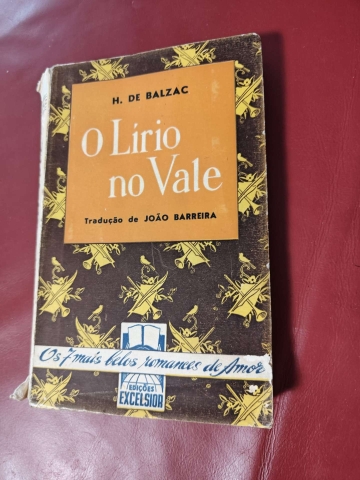 H. DE BALZAC
O Lírio
no Vale
Tradução de JOÃO BARREIRA
Os + mais belos romances de Amor
EDIÇÕES
EXCELSIOR